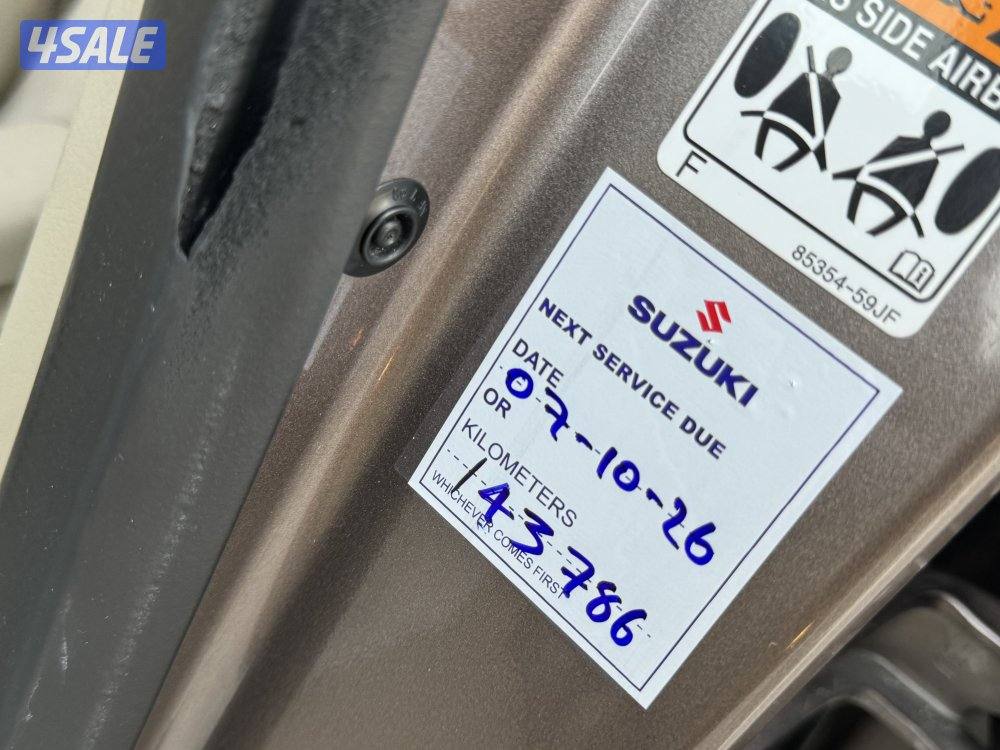 4SALE
SIDE AIRB
F
85354-59JF
SUZUKI
NEXT SERVICE DUE
DATE
07-10-26
OR
KILOMETERS
143786
WHICHEVER COMES FIRST